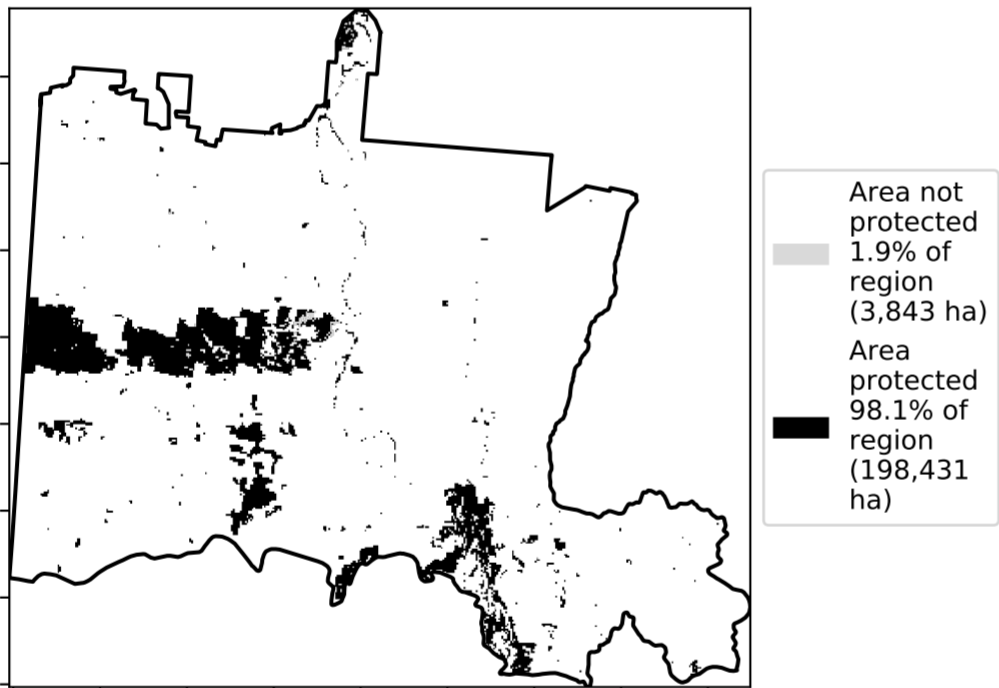 Area not
protected
1.9% of
region
(3,843 ha)
Area
protected
98.1% of
region
(198,431
ha)